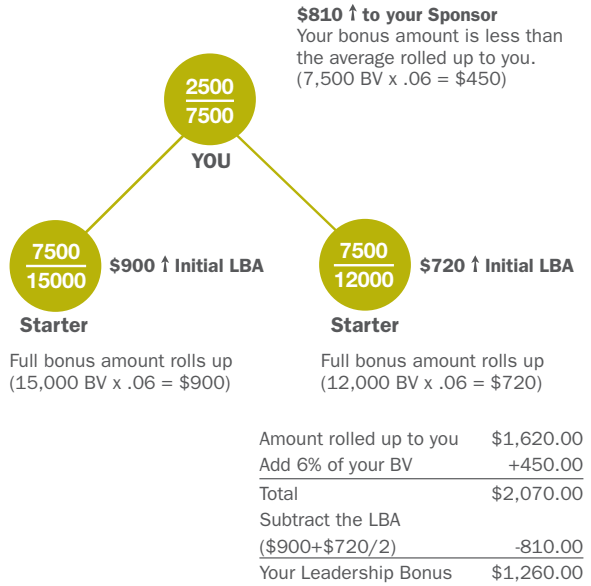 $810 ↑ to your Sponsor
Your bonus amount is less than
the average rolled up to you.
(7,500 BV x .06 = $450)
2500
7500
YOU
7500
15000
$900 ↑ Initial LBA
Starter
Full bonus amount rolls up
(15,000 BV x .06 = $900)
7500
12000
$720 ↑ Initial LBA
Starter
Full bonus amount rolls up
(12,000 BV x .06 = $720)
Amount rolled up to you $1,620.00
Add 6% of your BV +450.00
Total $2,070.00
Subtract the LBA
($900+$720/2) -810.00
Your Leadership Bonus $1,260.00